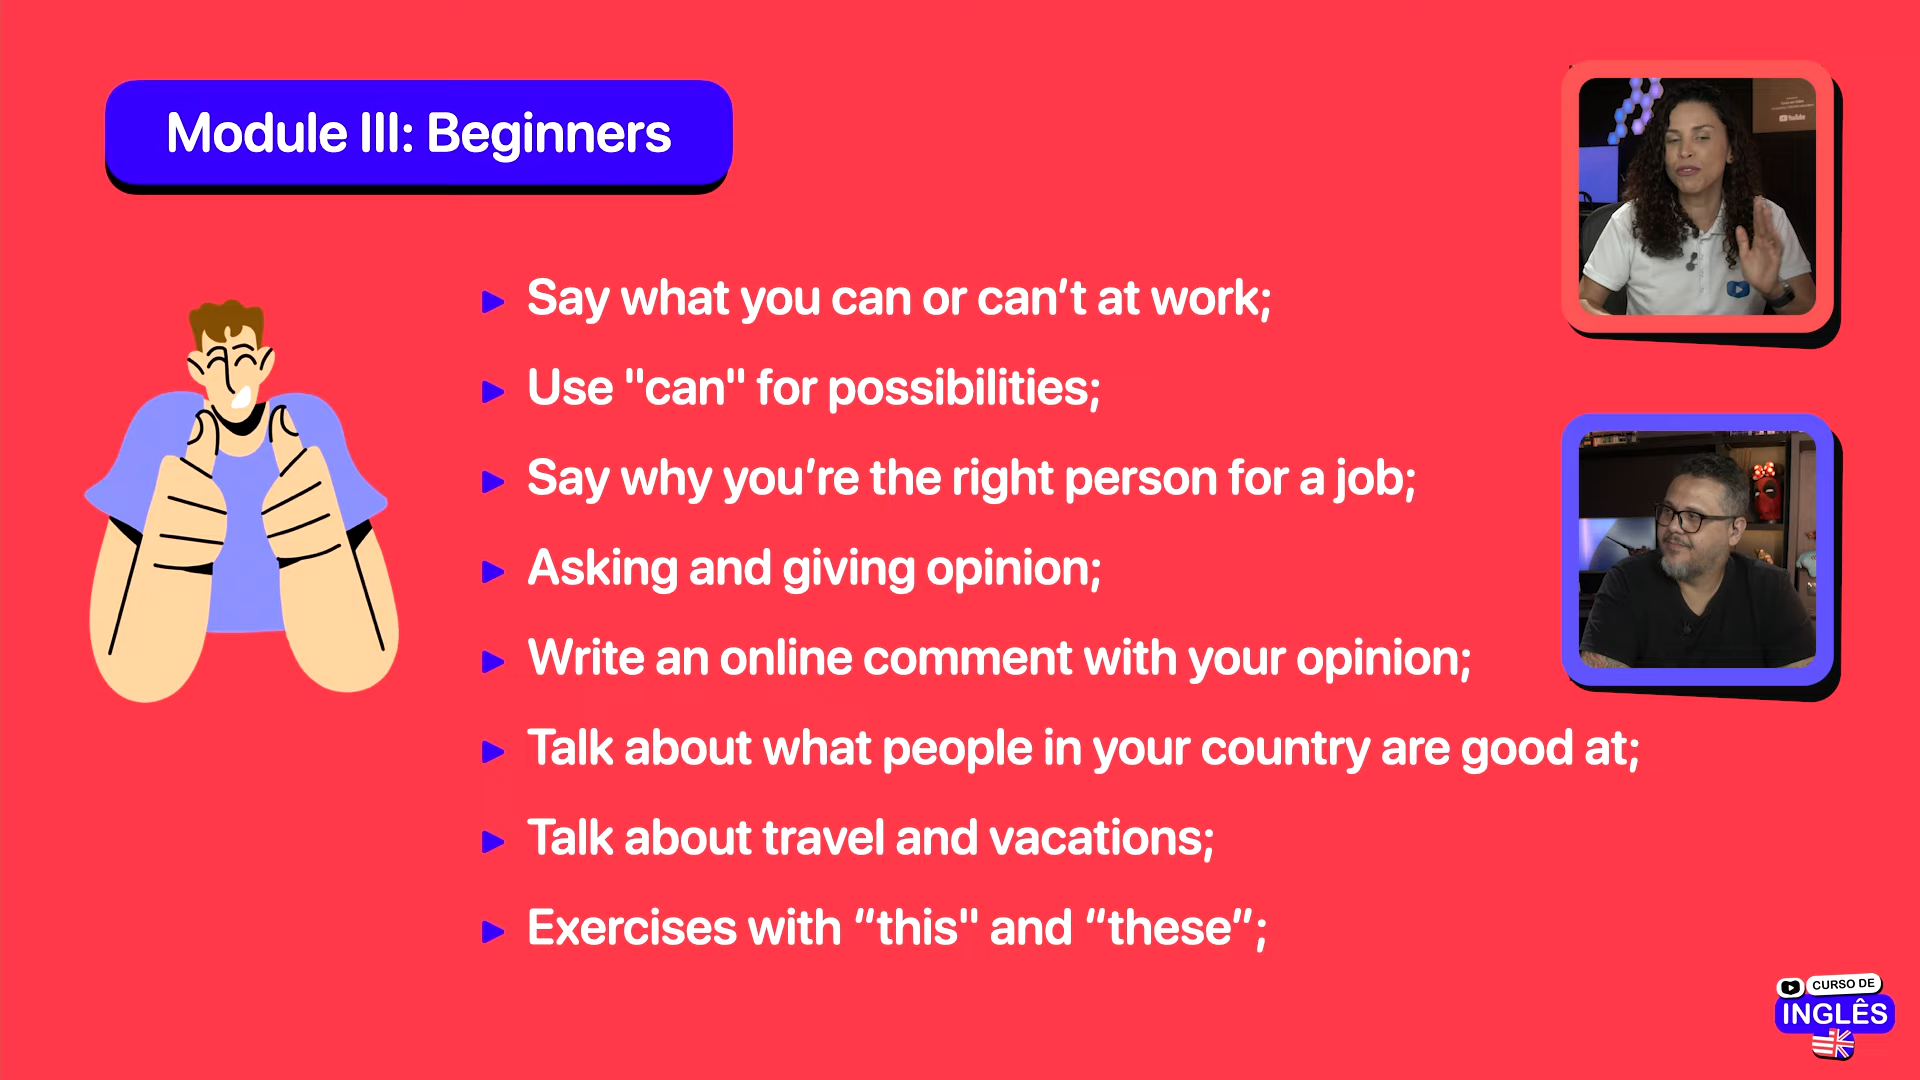 Module III: Beginners
Say what you can or can’t at work;
Use "can" for possibilities;
Say why you’re the right person for a job;
Asking and giving opinion;
Write an online comment with your opinion;
Talk about what people in your country are good at;
Talk about travel and vacations;
Exercises with “this" and “these”;
YouTube
CURSO DE
INGLÊS